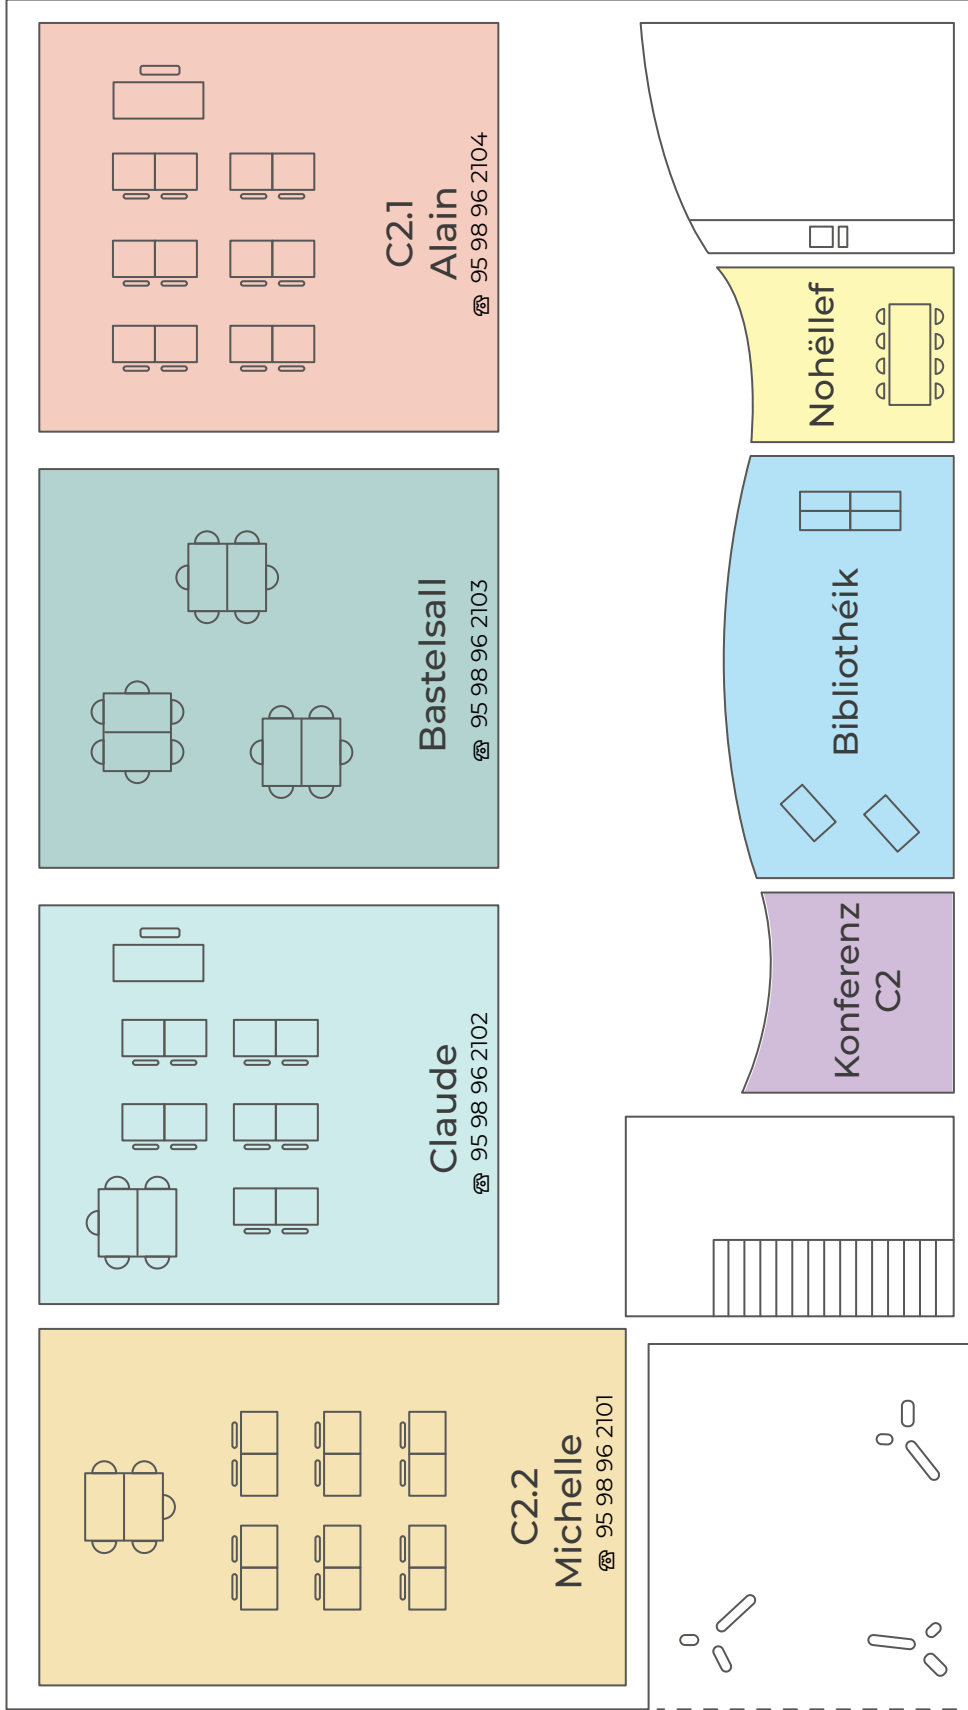 C2.1
Alain
☎ 95 98 96 2104
Nohëllef
Bastelsall
☎ 95 98 96 2103
Bibliothéik
Claude
☎ 95 98 96 2102
Konferenz
C2
C2.2
Michelle
☎ 95 98 96 2101